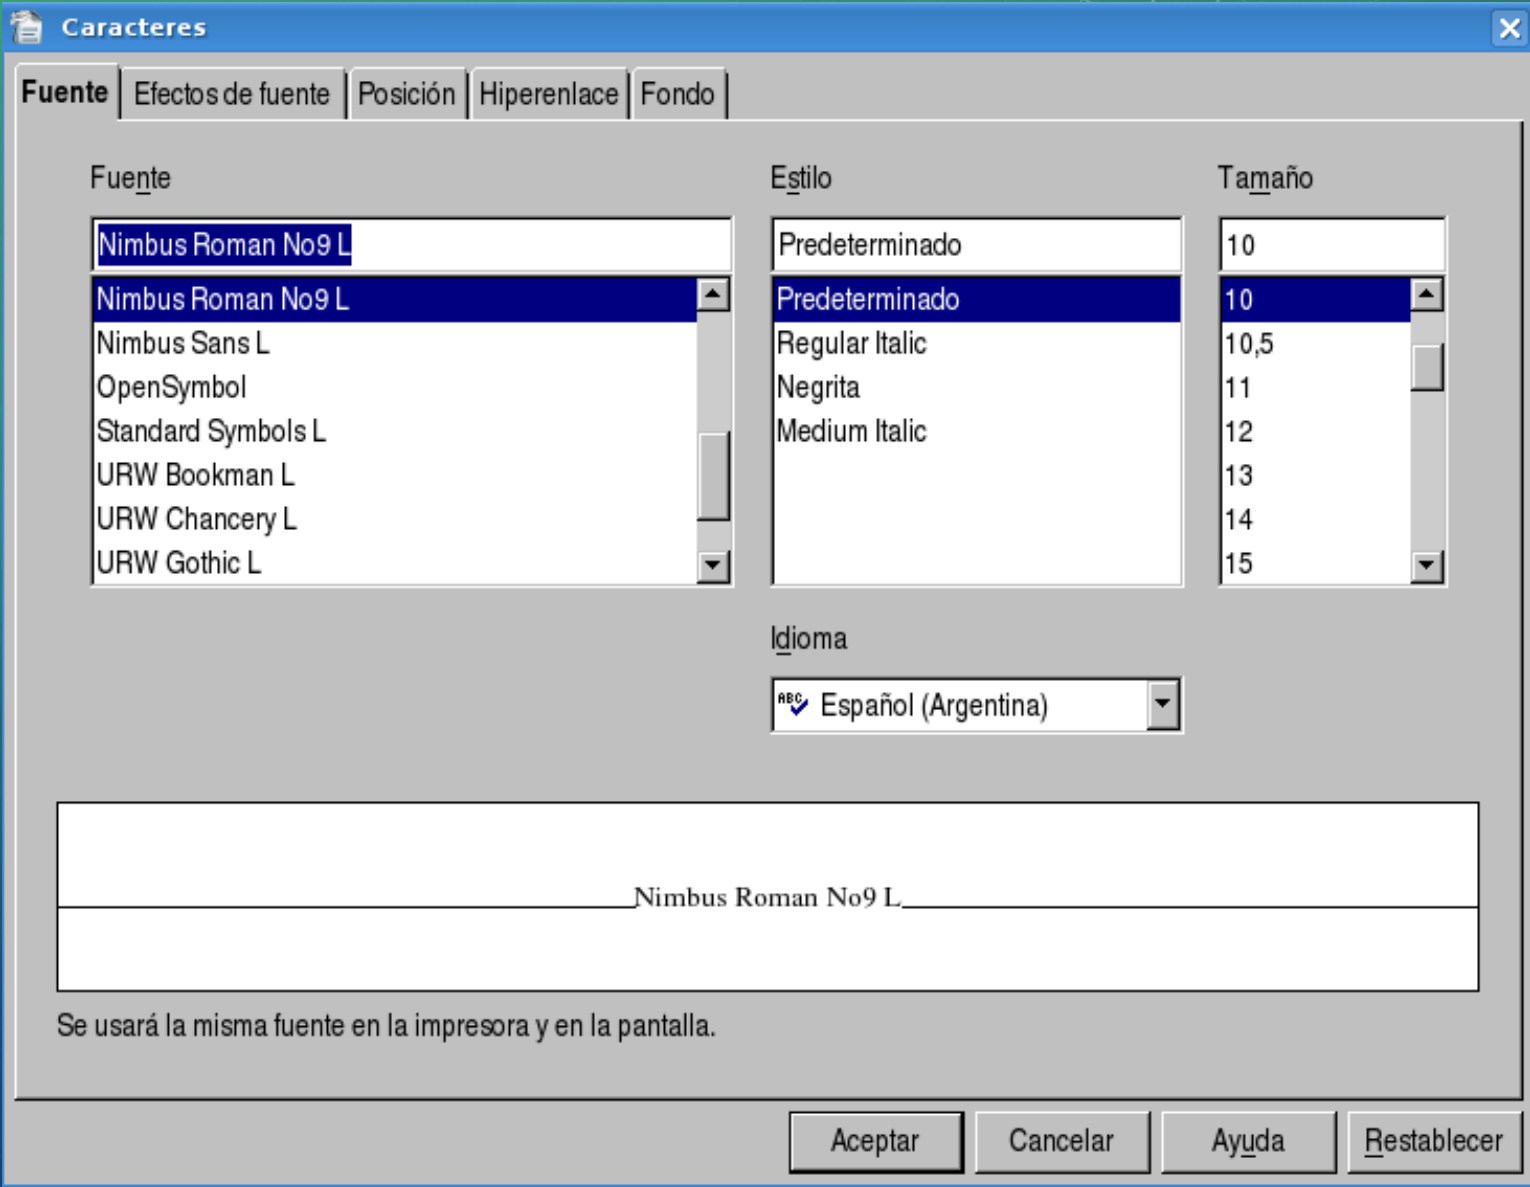 Caracteres
Fuente Efectos de fuente Posición Hiperenlace Fondo
Fuente Estilo Tamaño
Nimbus Roman No9 L Predeterminado 10
Nimbus Roman No9 L Predeterminado 10
Nimbus Sans L Regular Italic 10,5
OpenSymbol Negrita 11
Standard Symbols L Medium Italic 12
URW Bookman L 13
URW Chancery L 14
URW Gothic L 15
Idioma
ABC Español (Argentina)
Nimbus Roman No9 L
Se usará la misma fuente en la impresora y en la pantalla.
Aceptar Cancelar Ayuda Restablecer